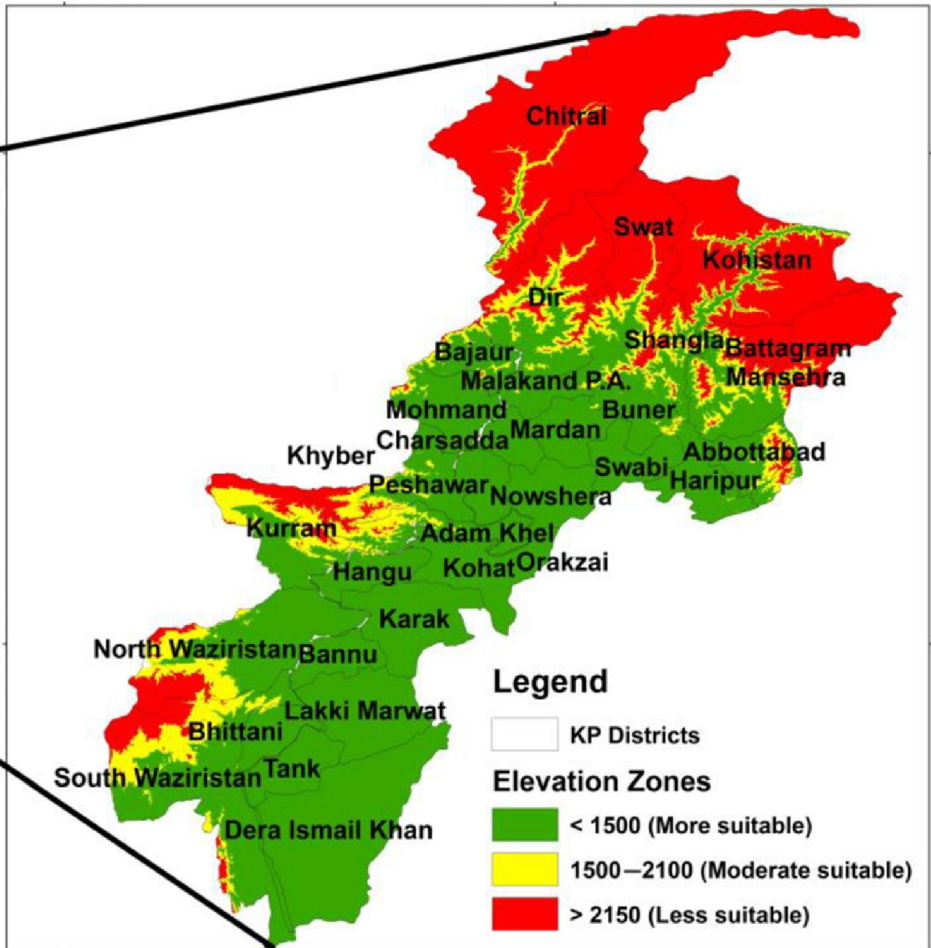 Chitral
Swat
Kohistan
Dir
Shangla
Battagram
Bajaur
Malakand P.A.
Mansehra
Mohmand
Buner
Charsadda
Mardan
Khyber
Abbottabad
Peshawar
Swabi
Haripur
Nowshera
Kurram
Adam Khel
Hangu
Kohat
Orakzai
Karak
North Waziristan
Bannu
Lakki Marwat
Bhittani
South Waziristan
Tank
Dera Ismail Khan
Legend
KP Districts
Elevation Zones
< 1500 (More suitable)
1500–2100 (Moderate suitable)
> 2150 (Less suitable)